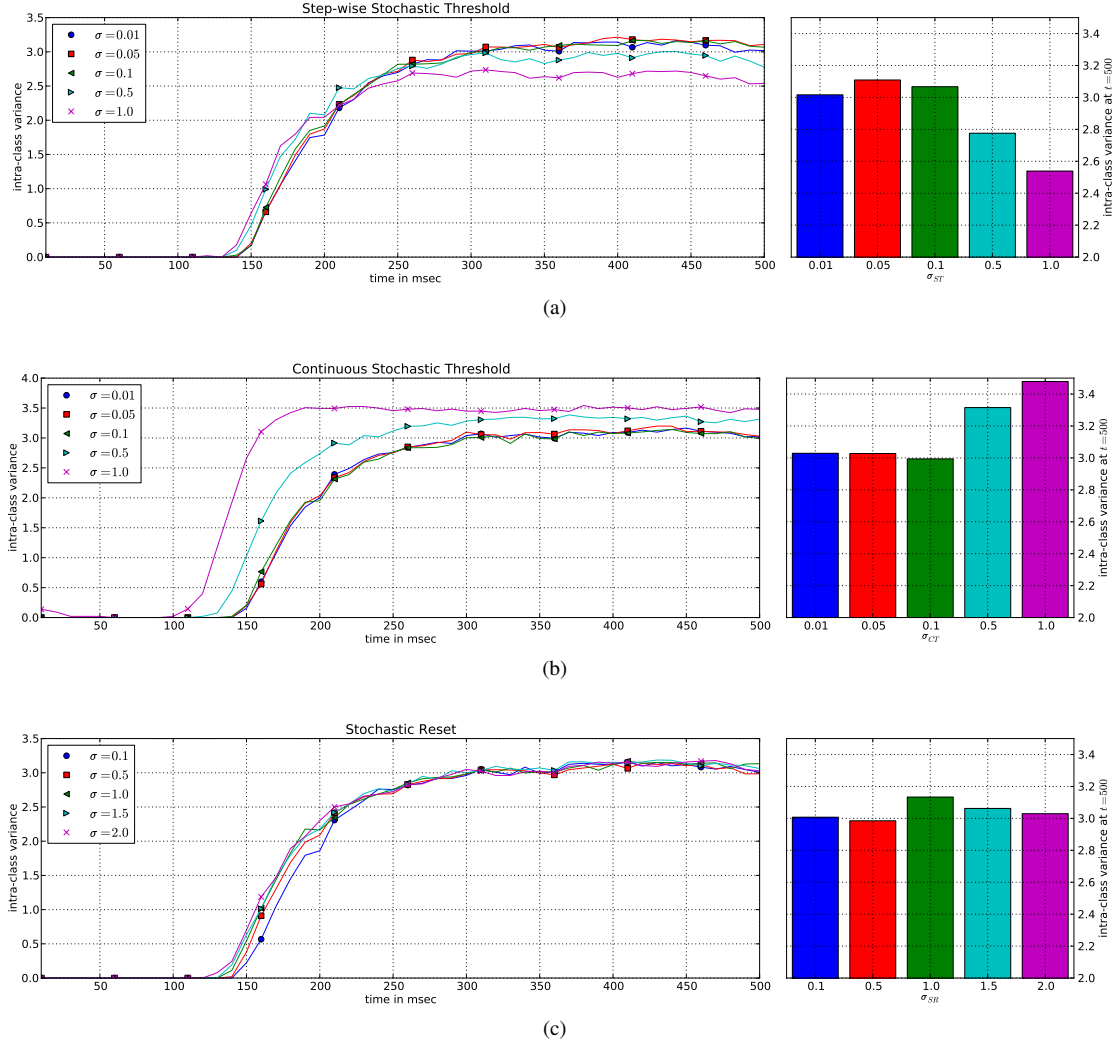 Step-wise Stochastic Threshold
3.5
3.0
2.5
2.0
1.5
1.0
0.5
0.0
intra-class variance
σ = 0.01
σ = 0.05
σ = 0.1
σ = 0.5
σ = 1.0
50 100 150 200 250 300 350 400 450 500
time in msec
3.4
3.2
3.0
2.8
2.6
2.4
2.2
2.0
intra-class variance at t = 500
0.01 0.05 0.1 0.5 1.0
σ_ST
(a)
Continuous Stochastic Threshold
4.0
3.5
3.0
2.5
2.0
1.5
1.0
0.5
0.0
intra-class variance
σ = 0.01
σ = 0.05
σ = 0.1
σ = 0.5
σ = 1.0
50 100 150 200 250 300 350 400 450 500
time in msec
3.4
3.2
3.0
2.8
2.6
2.4
2.2
2.0
intra-class variance at t = 500
0.01 0.05 0.1 0.5 1.0
σ_CT
(b)
Stochastic Reset
3.5
3.0
2.5
2.0
1.5
1.0
0.5
0.0
intra-class variance
σ = 0.1
σ = 0.5
σ = 1.0
σ = 1.5
σ = 2.0
50 100 150 200 250 300 350 400 450 500
time in msec
3.4
3.2
3.0
2.8
2.6
2.4
2.2
2.0
intra-class variance at t = 500
0.1 0.5 1.0 1.5 2.0
σ_SR
(c)